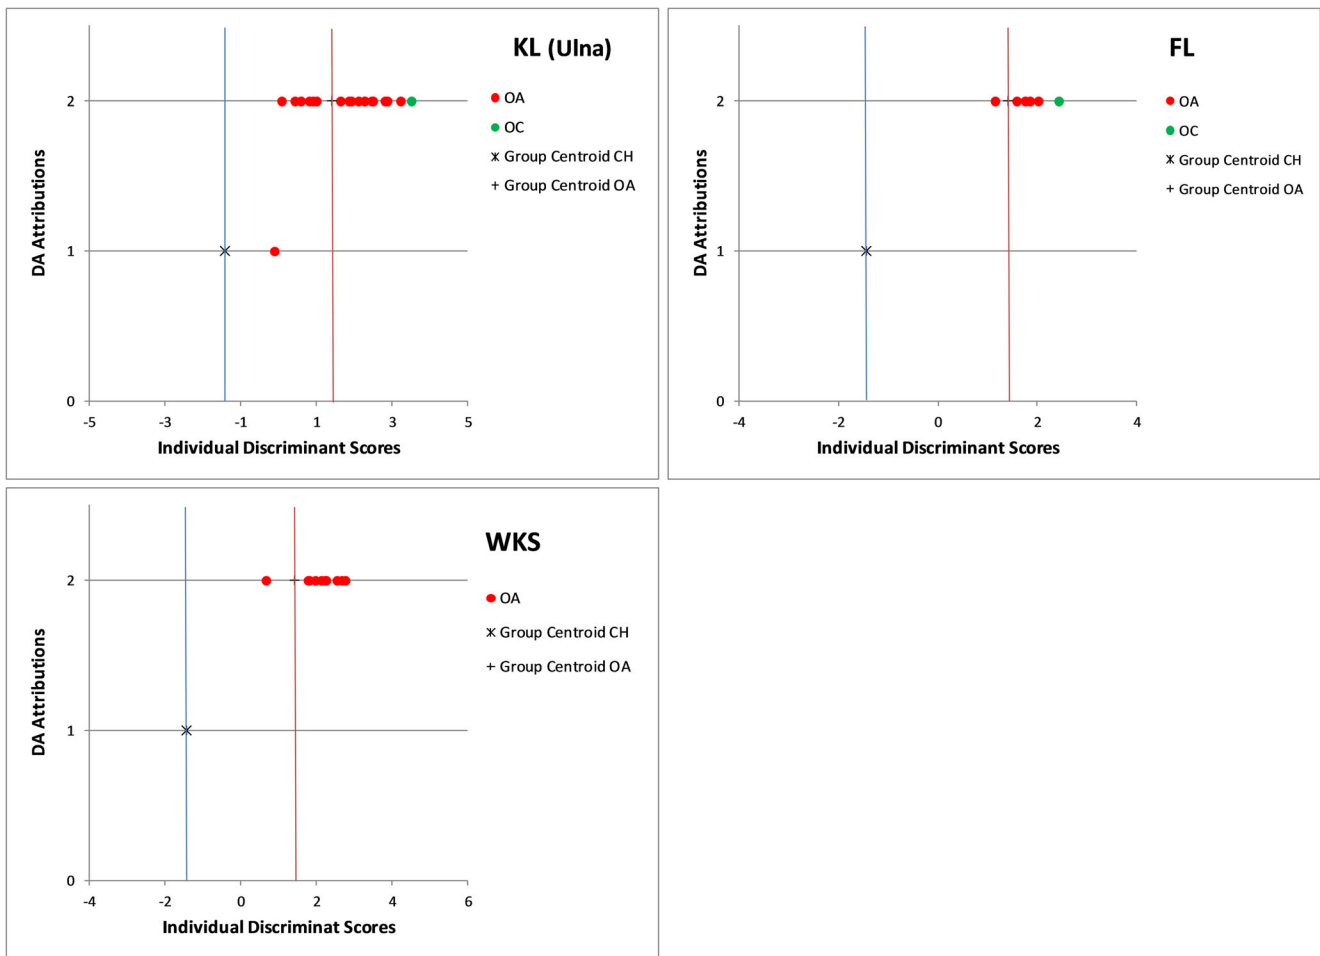 KL (Ulna)
OA
OC
Group Centroid CH
Group Centroid OA
DA Attributions
2
1
0
-5
-3
-1
1
3
5
Individual Discriminant Scores
FL
OA
OC
Group Centroid CH
Group Centroid OA
DA Attributions
2
1
0
-4
-2
0
2
4
Individual Discriminant Scores
WKS
OA
Group Centroid CH
Group Centroid OA
DA Attributions
2
1
0
-4
-2
0
2
4
6
Individual Discriminat Scores